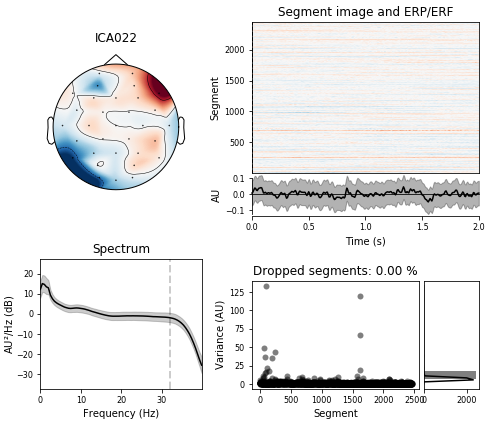 ICA022
Segment image and ERP/ERF
Segment
2000
1500
1000
500
AU
0.1
0.0
−0.1
0.0 0.5 1.0 1.5 2.0
Time (s)
Spectrum
AU²/Hz (dB)
20
10
0
−10
−20
−30
0 10 20 30
Frequency (Hz)
Dropped segments: 0.00 %
Variance (AU)
125
100
75
50
25
0
0 500 1000 1500 2000 2500
Segment
0 2000